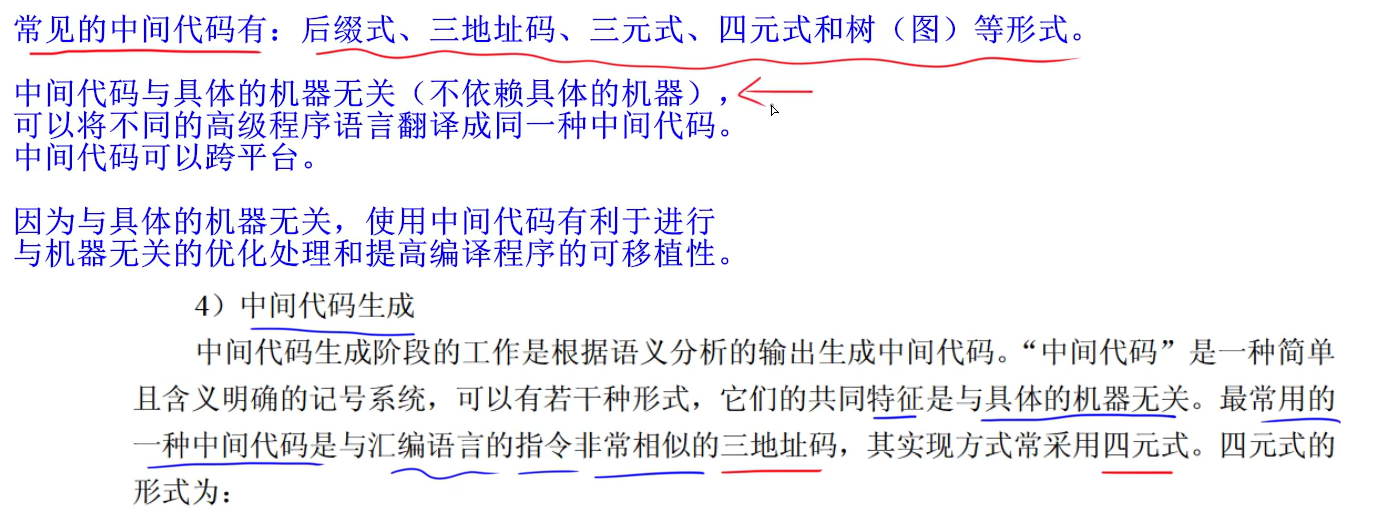 常见的中间代码有：后缀式、三地址码、三元式、四元式和树（图）等形式。
中间代码与具体的机器无关（不依赖具体的机器），
可以将不同的高级程序语言翻译成同一种中间代码。
中间代码可以跨平台。
因为与具体的机器无关，使用中间代码有利于进行
与机器无关的优化处理和提高编译程序的可移植性。
4）中间代码生成
中间代码生成阶段的工作是根据语义分析的输出生成中间代码。“中间代码”是一种简单
且含义明确的记号系统，可以有若干种形式，它们的共同特征是与具体的机器无关。最常用的
一种中间代码是与汇编语言的指令非常相似的三地址码，其实现方式常采用四元式。四元式的
形式为：